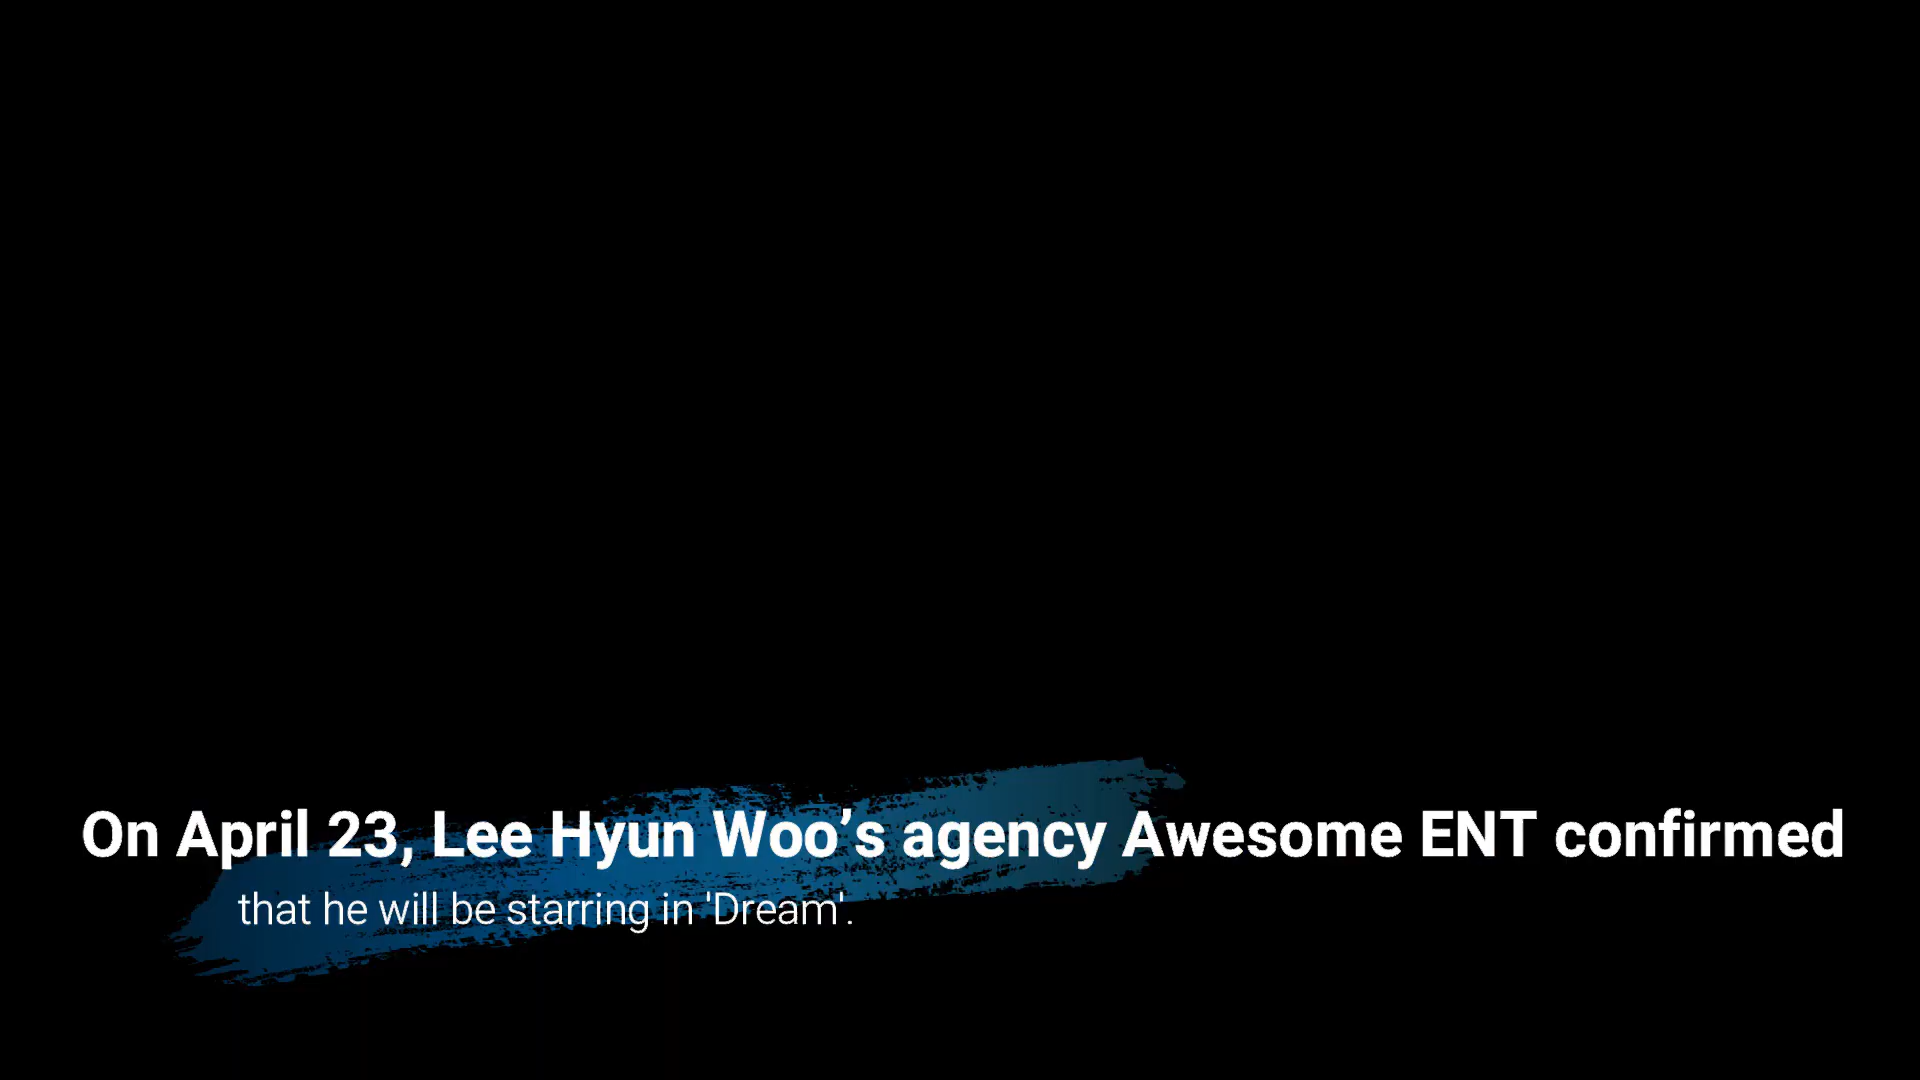 On April 23, Lee Hyun Woo’s agency Awesome ENT confirmed
that he will be starring in 'Dream'.